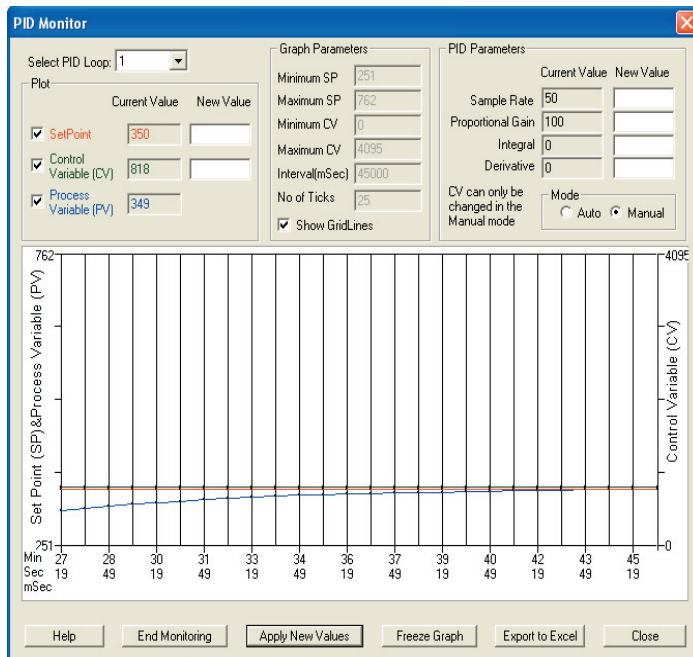 PID Monitor
Select PID Loop: 1
Plot
Current Value New Value
SetPoint 350
Control Variable (CV) 818
Process Variable (PV) 349
Graph Parameters
Minimum SP 251
Maximum SP 762
Minimum CV 0
Maximum CV 4095
Interval(mSec) 45000
No of Ticks 25
Show GridLines
PID Parameters
Current Value New Value
Sample Rate 50
Proportional Gain 100
Integral 0
Derivative 0
CV can only be
changed in the
Manual mode
Mode
Auto Manual
762
4095
Set Point (SP)&Process Variable (PV)
Control Variable (CV)
251
0
Min 27 28 30 31 33 34 36 37 39 40 42 43 45
Sec 19 49 19 49 19 49 19 49 19 49 19 49 19
mSec
Help End Monitoring Apply New Values Freeze Graph Export to Excel Close